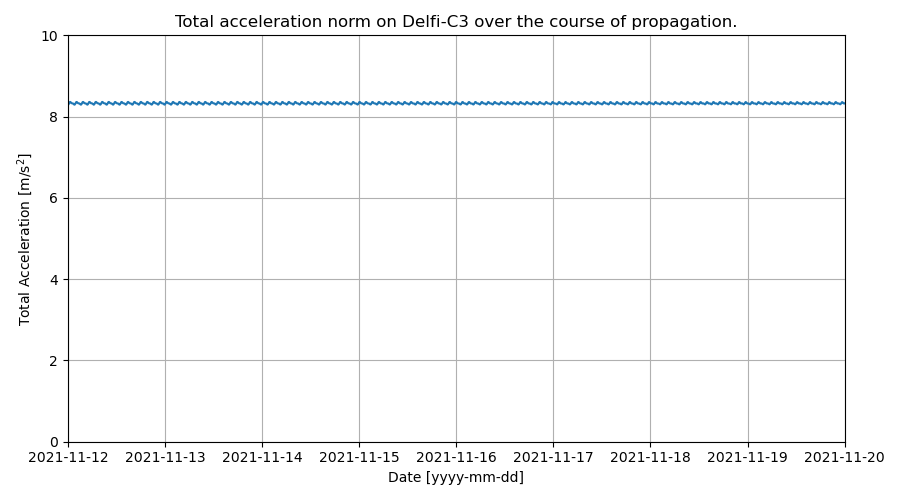 Total acceleration norm on Delfi-C3 over the course of propagation.
10
8
6
4
2
0
Total Acceleration [m/s²]
2021-11-12 2021-11-13 2021-11-14 2021-11-15 2021-11-16 2021-11-17 2021-11-18 2021-11-19 2021-11-20
Date [yyyy-mm-dd]